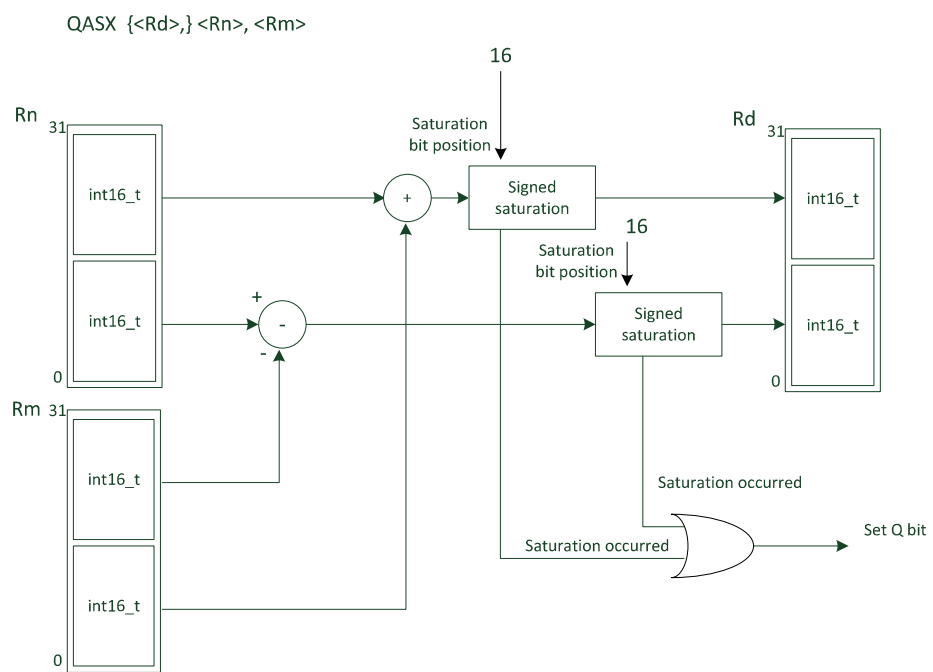 QASX {<Rd>,} <Rn>, <Rm>
16
Rn
31
Saturation
bit position
Rd
31
int16_t
+
Signed
saturation
int16_t
16
Saturation
bit position
+
int16_t
-
-
Signed
saturation
int16_t
0
0
Rm
31
int16_t
Saturation occurred
Set Q bit
Saturation occurred
int16_t
0